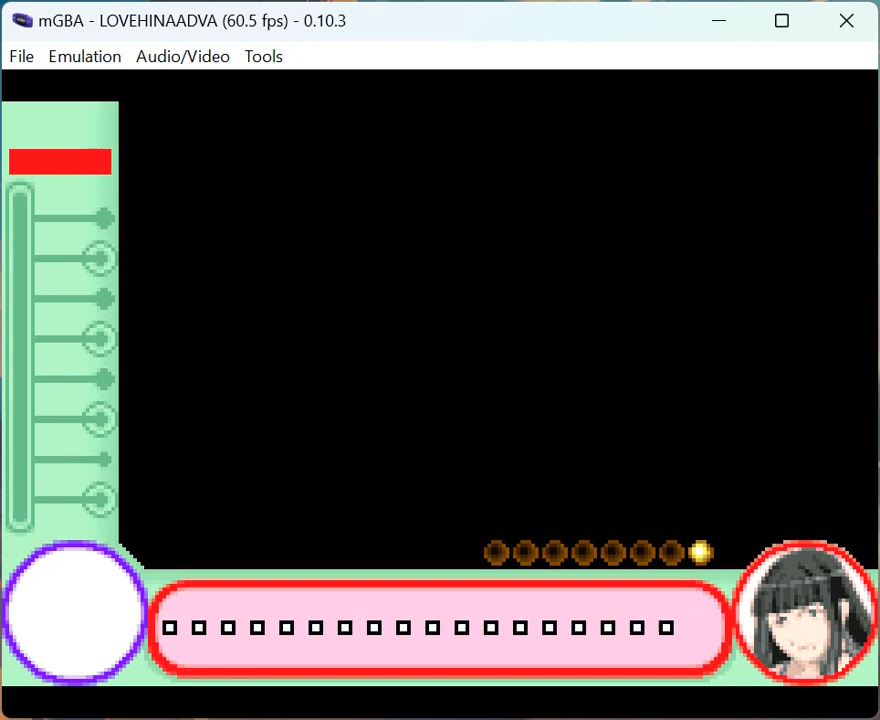 mGBA - LOVEHINAADVA (60.5 fps) - 0.10.3
File Emulation Audio/Video Tools